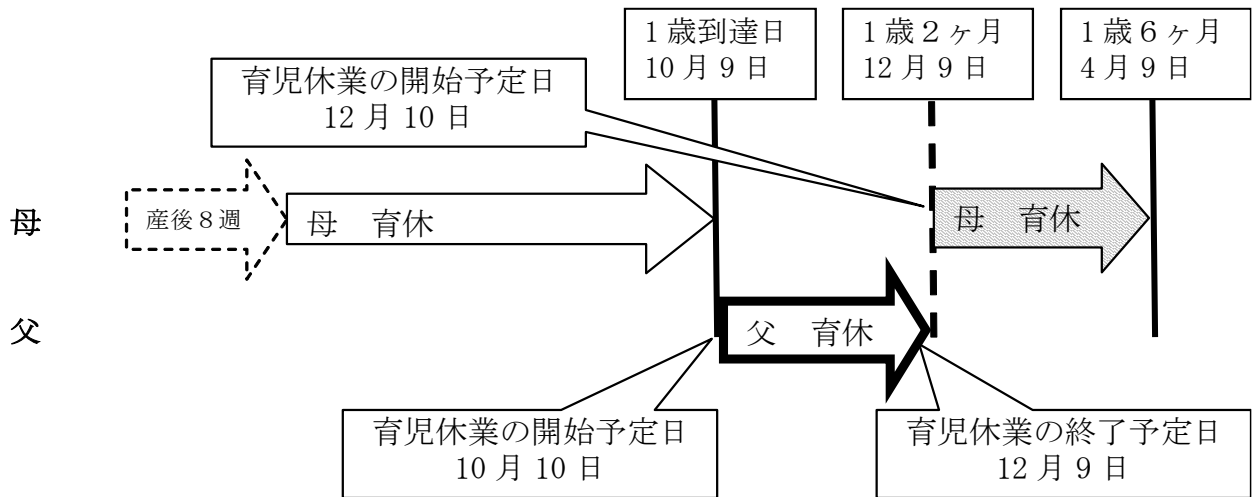 1歳到達日
10月9日
1歳2ヶ月
12月9日
1歳6ヶ月
4月9日
育児休業の開始予定日
12月10日
母
産後8週
母 育休
母 育休
父
父 育休
育児休業の開始予定日
10月10日
育児休業の終了予定日
12月9日